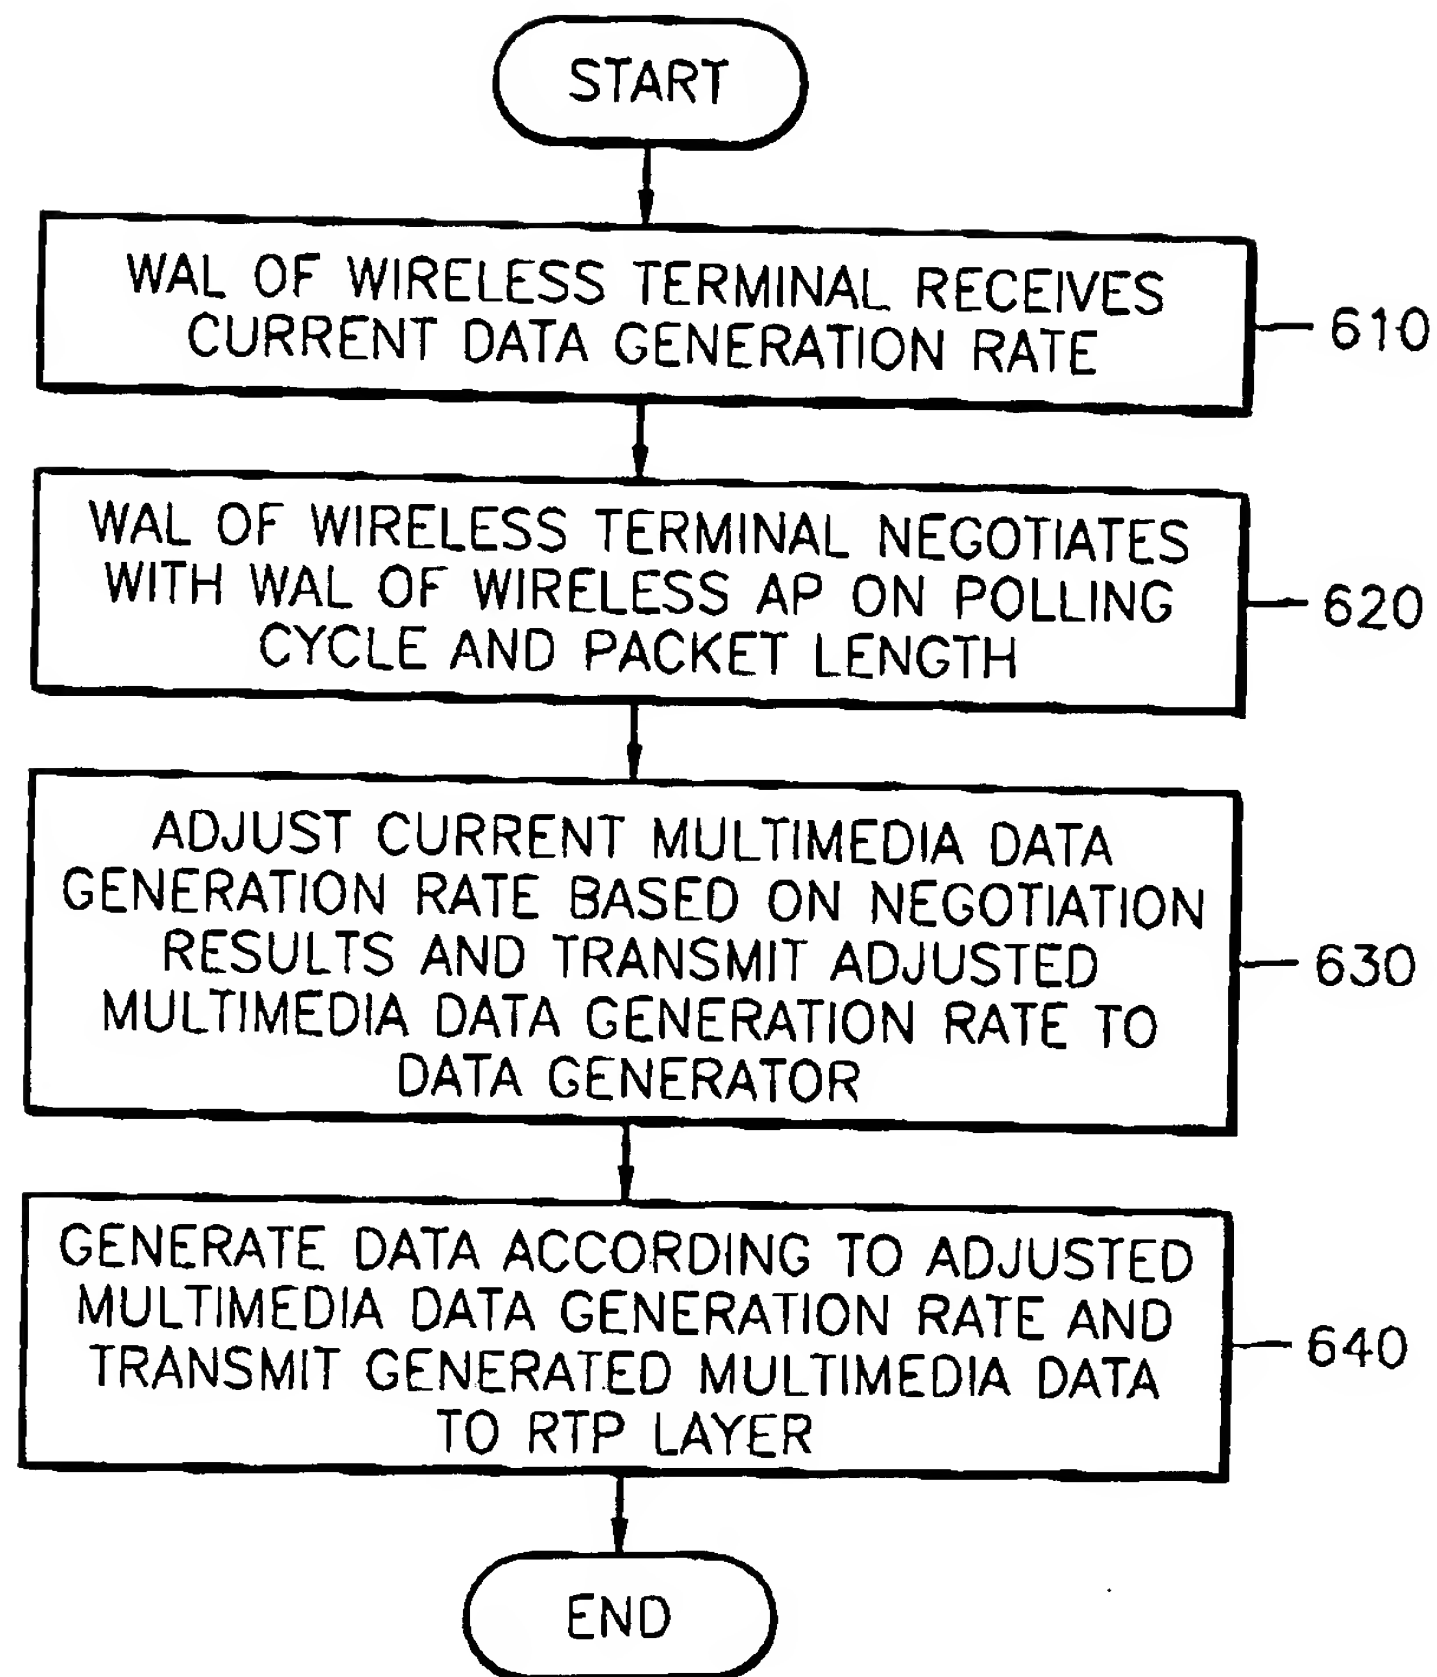 START
WAL OF WIRELESS TERMINAL RECEIVES
CURRENT DATA GENERATION RATE
610
WAL OF WIRELESS TERMINAL NEGOTIATES
WITH WAL OF WIRELESS AP ON POLLING
CYCLE AND PACKET LENGTH
620
ADJUST CURRENT MULTIMEDIA DATA
GENERATION RATE BASED ON NEGOTIATION
RESULTS AND TRANSMIT ADJUSTED
MULTIMEDIA DATA GENERATION RATE TO
DATA GENERATOR
630
GENERATE DATA ACCORDING TO ADJUSTED
MULTIMEDIA DATA GENERATION RATE AND
TRANSMIT GENERATED MULTIMEDIA DATA
TO RTP LAYER
640
END